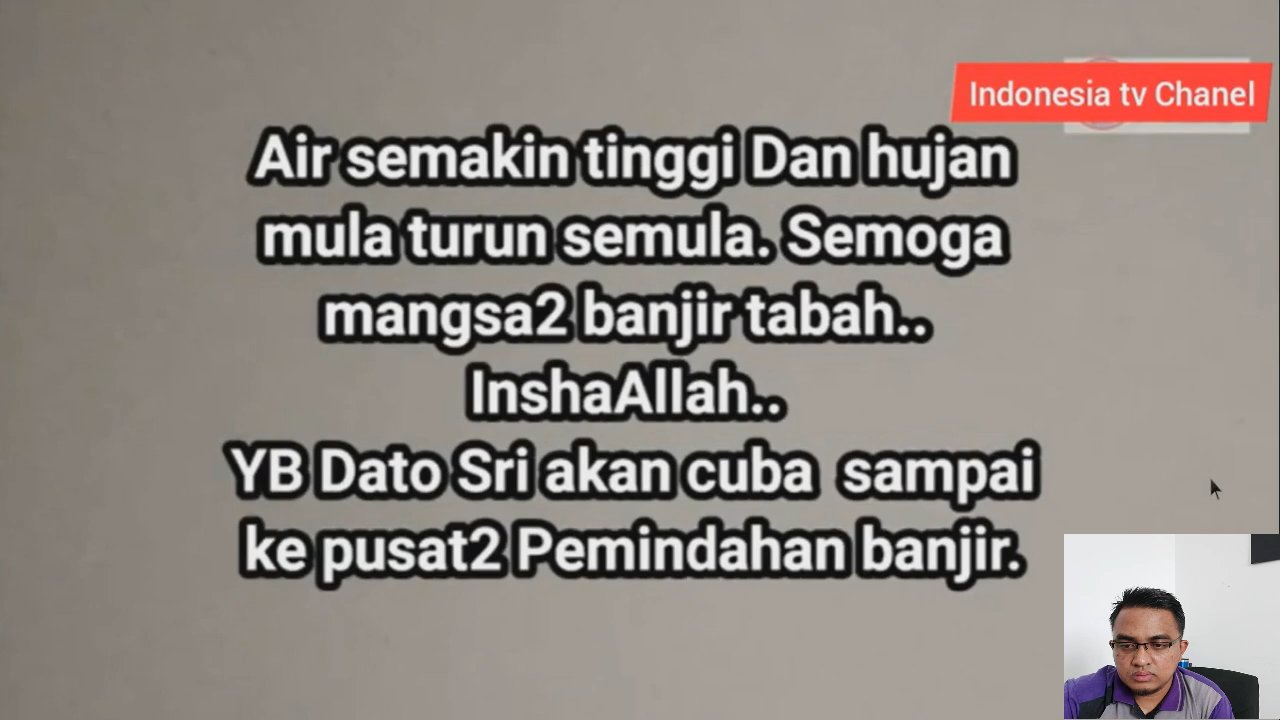 Indonesia tv Chanel
Air semakin tinggi Dan hujan
mula turun semula. Semoga
mangsa2 banjir tabah..
InshaAllah..
YB Dato Sri akan cuba sampai
ke pusat2 Pemindahan banjir.